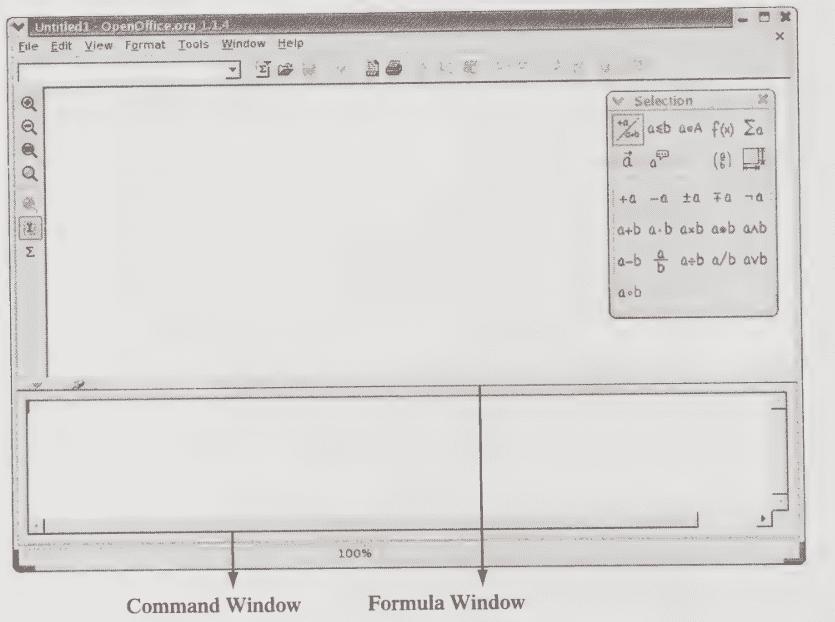 Untitled1 - OpenOffice.org 1.1.4
File Edit View Format Tools Window Help
Selection
+a/a+b a≤b a∈A f(x) Σa
a⃗ a (a b)
+a -a ±a ∓a ¬a
a+b a·b a×b a*b a∧b
a-b a/b a÷b a/b a∨b
a∘b
Σ
100%
Command Window Formula Window